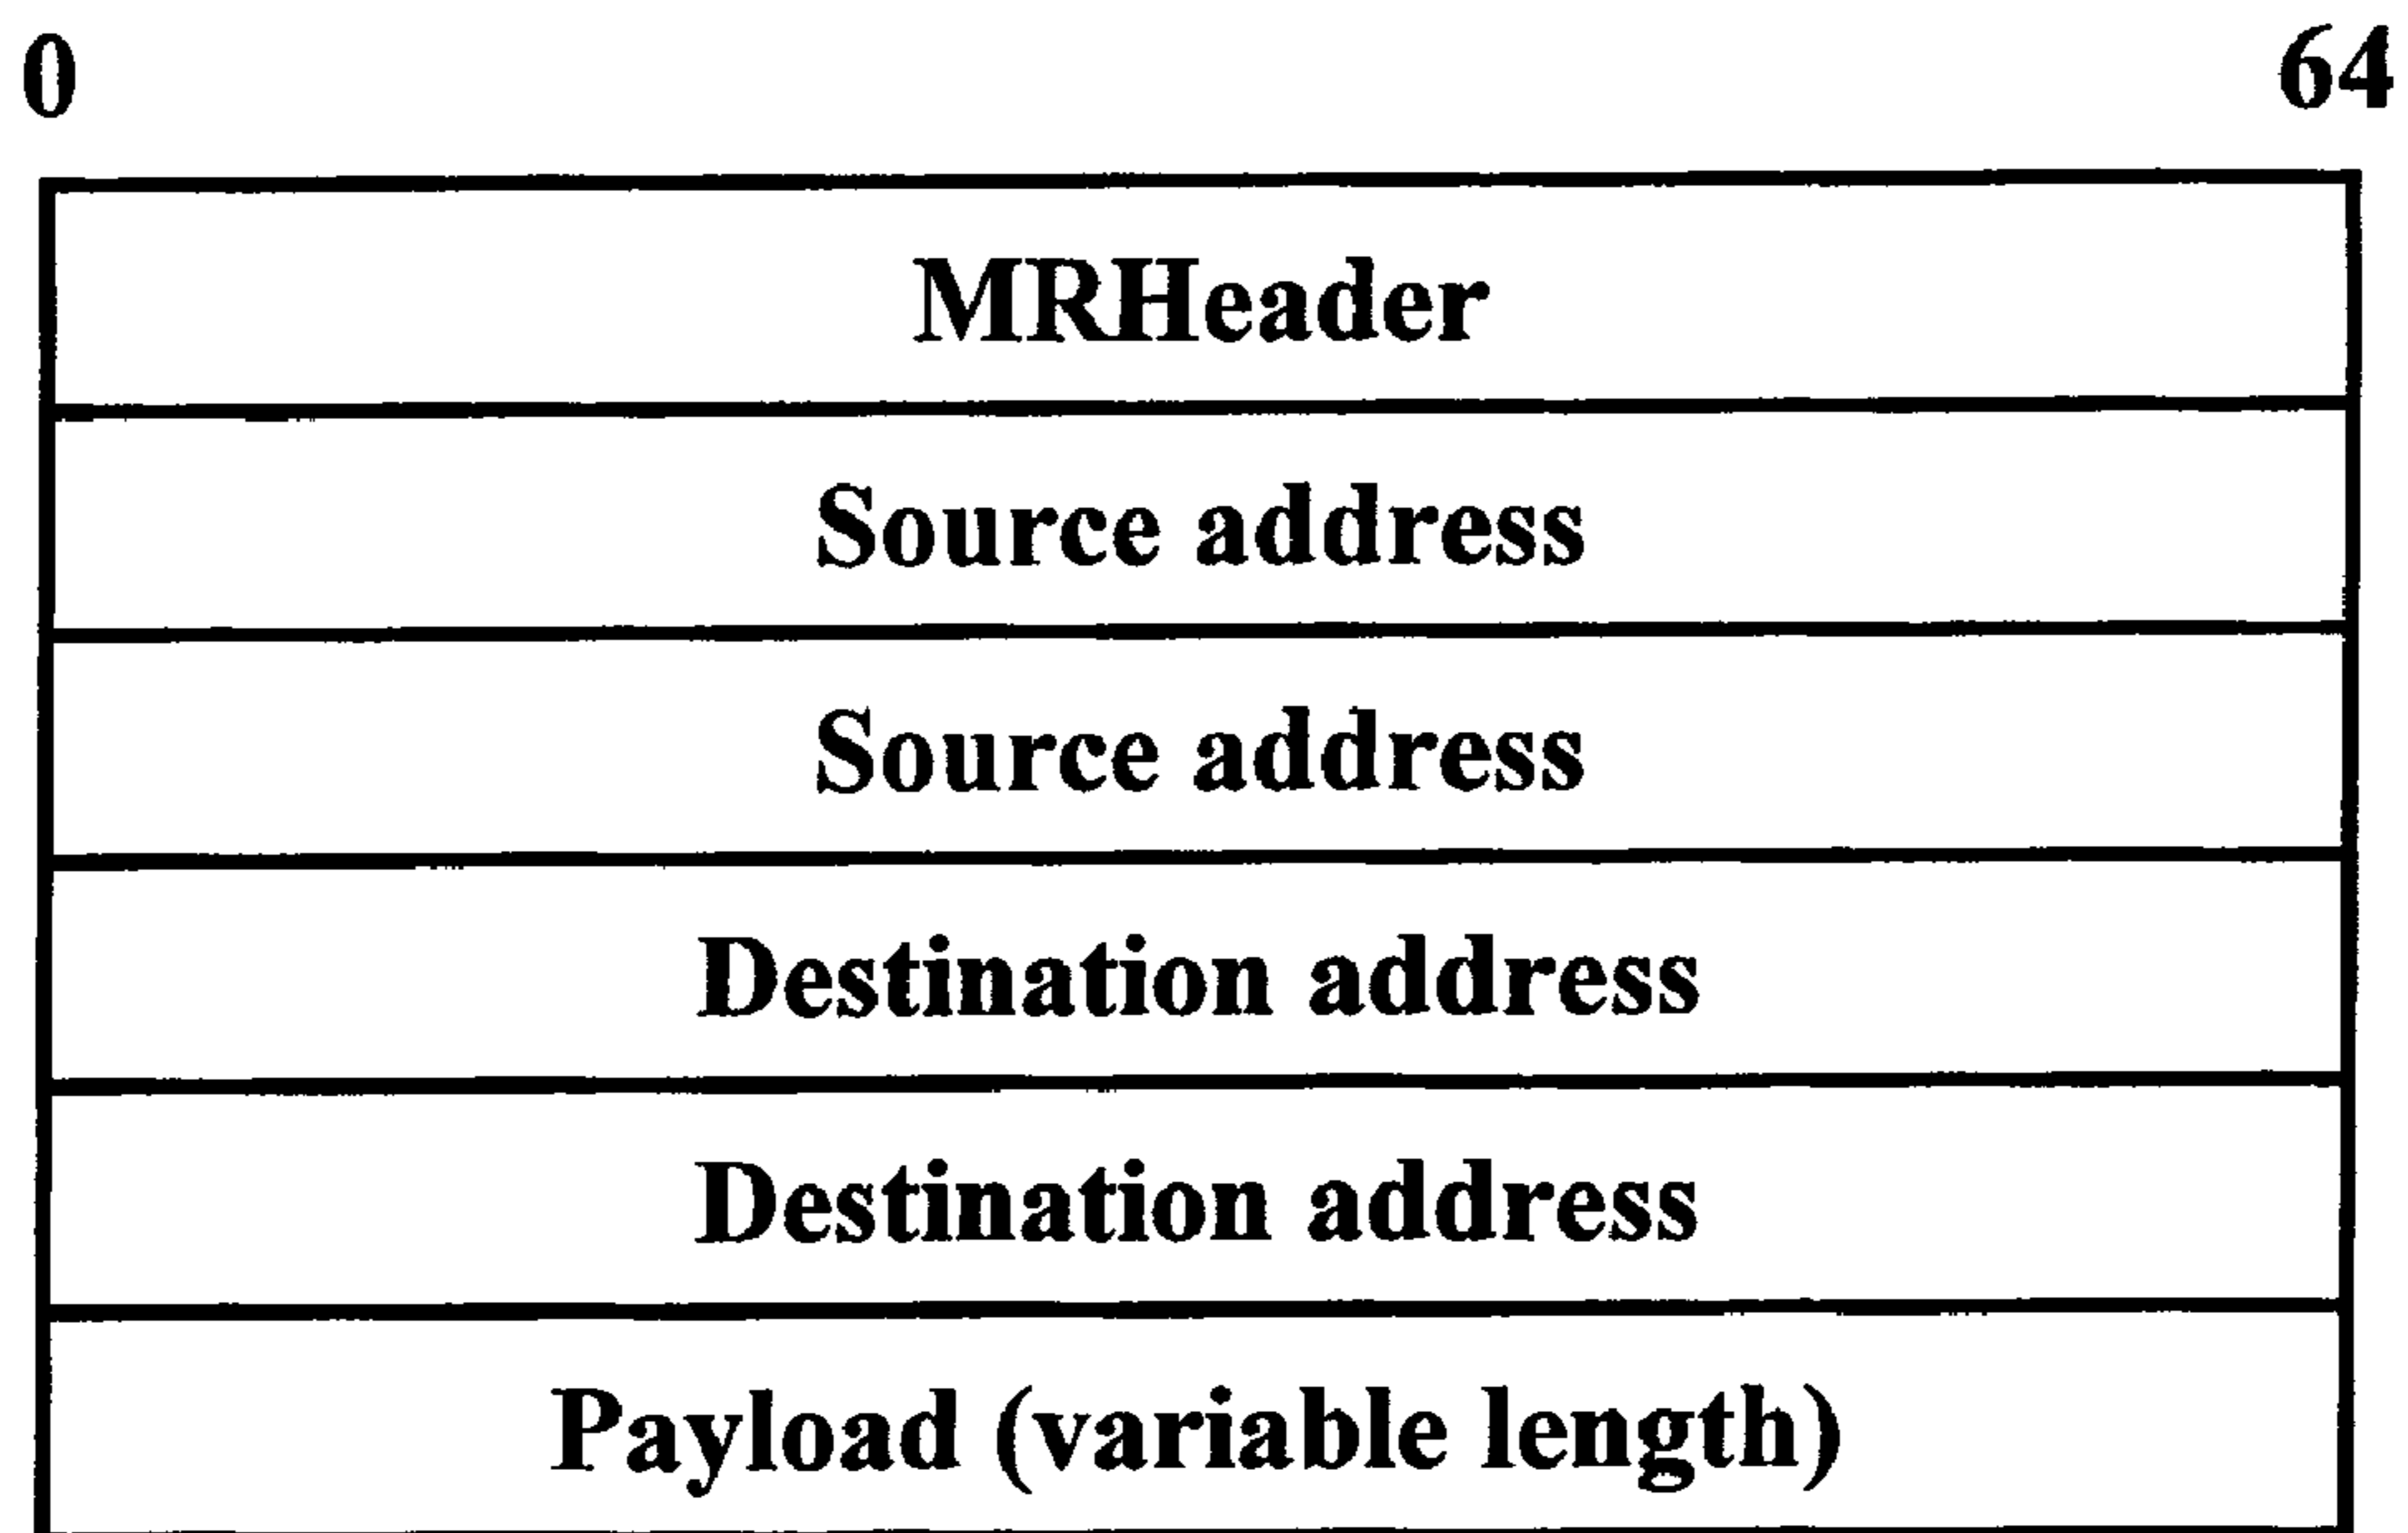 0 64
MRHeader
Source address
Source address
Destination address
Destination address
Payload (variable length)